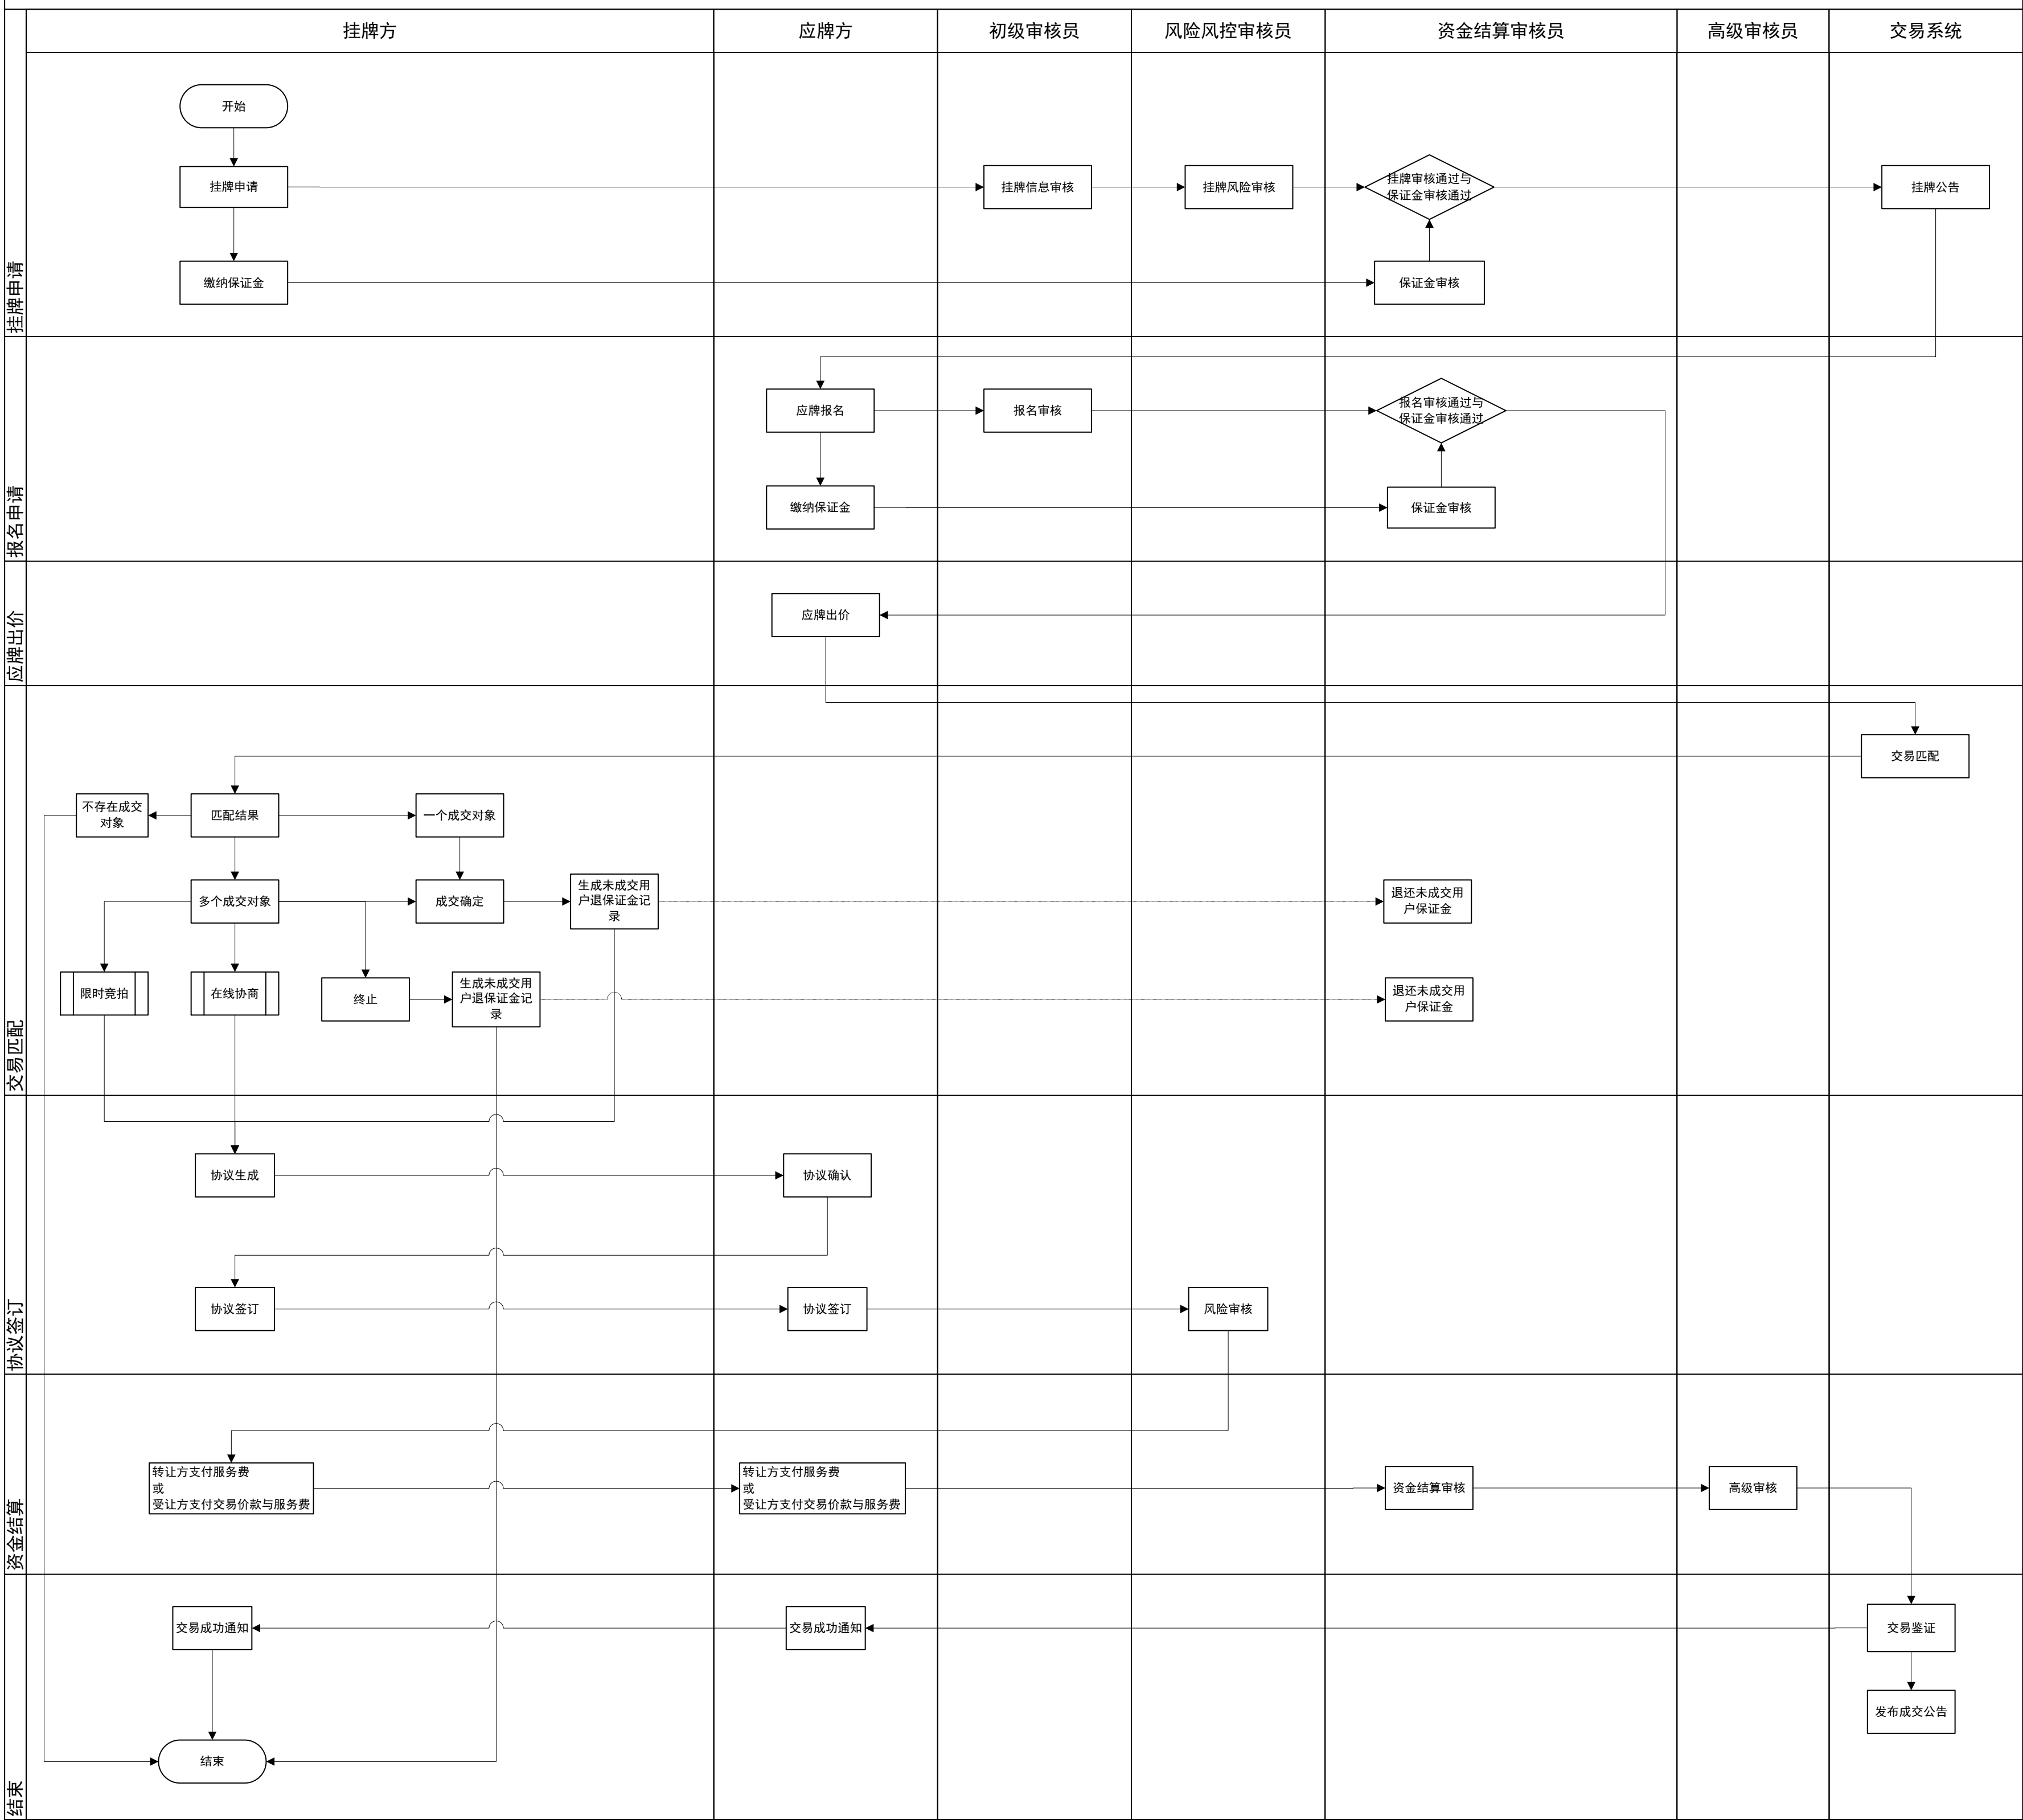 挂牌方
应牌方
初级审核员
风险风控审核员
资金结算审核员
高级审核员
交易系统
挂牌申请
开始
挂牌申请
挂牌信息审核
挂牌风险审核
挂牌审核通过与
保证金审核通过
挂牌公告
缴纳保证金
保证金审核
报名申请
应牌报名
报名审核
报名审核通过与
保证金审核通过
缴纳保证金
保证金审核
应牌出价
应牌出价
交易匹配
交易匹配
不存在成交
对象
匹配结果
一个成交对象
多个成交对象
成交确定
生成未成交用
户退保证金记
录
退还未成交用
户保证金
限时竞拍
在线协商
终止
生成未成交用
户退保证金记
录
退还未成交用
户保证金
协议签订
协议生成
协议确认
协议签订
协议签订
风险审核
资金结算
转让方支付服务费
或
受让方支付交易价款与服务费
转让方支付服务费
或
受让方支付交易价款与服务费
资金结算审核
高级审核
结束
交易成功通知
交易成功通知
交易鉴证
发布成交公告
结束